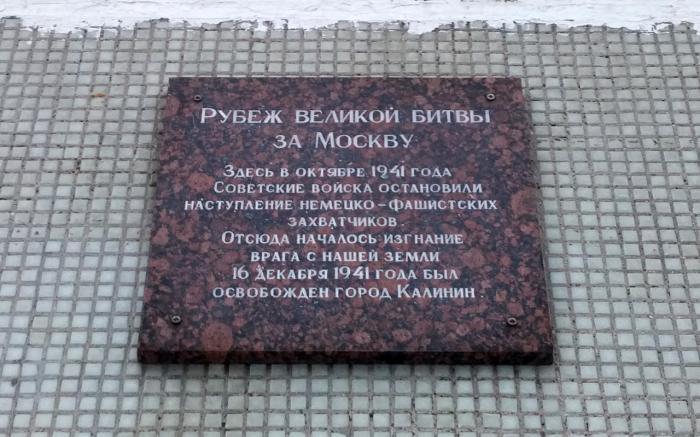 Рубеж великой битвы
за Москву
Здесь в октябре 1941 года
Советские войска остановили
наступление немецко-фашистских
захватчиков.
Отсюда началось изгнание
врага с нашей земли
16 декабря 1941 года был
освобожден город Калинин.